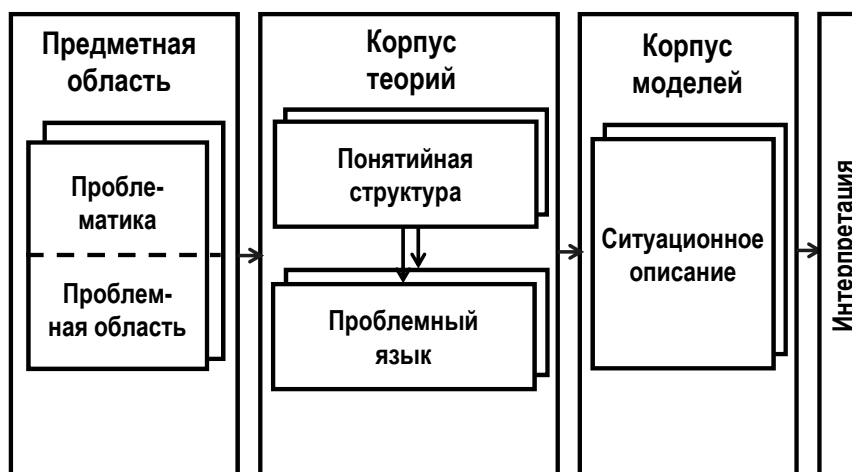 Предметная
область
Пробле-
матика
Проблем-
ная область
Корпус
теорий
Понятийная
структура
Проблемный
язык
Корпус
моделей
Ситуационное
описание
Интерпретация